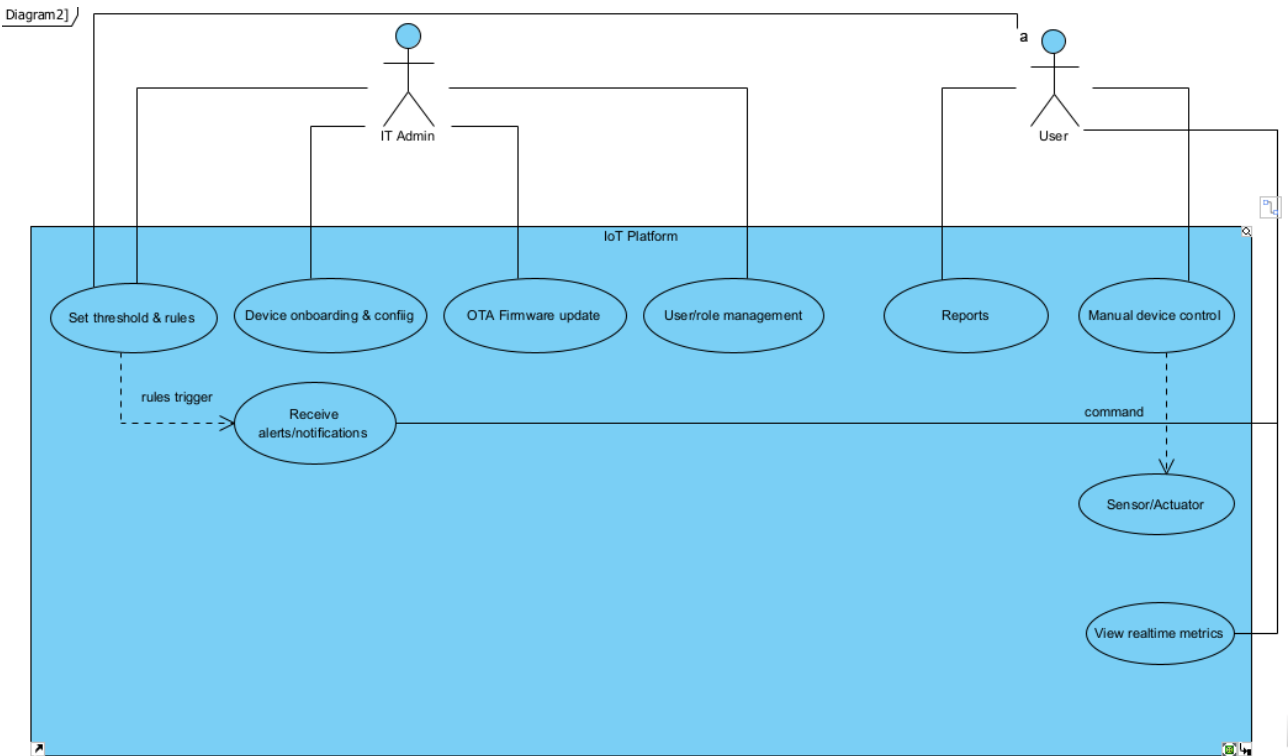 Diagram2]
a
IT Admin
User
IoT Platform
Set threshold & rules
Device onboarding & confiig
OTA Firmware update
User/role management
Reports
Manual device control
rules trigger
Receive
alerts/notifications
command
Sensor/Actuator
View realtime metrics